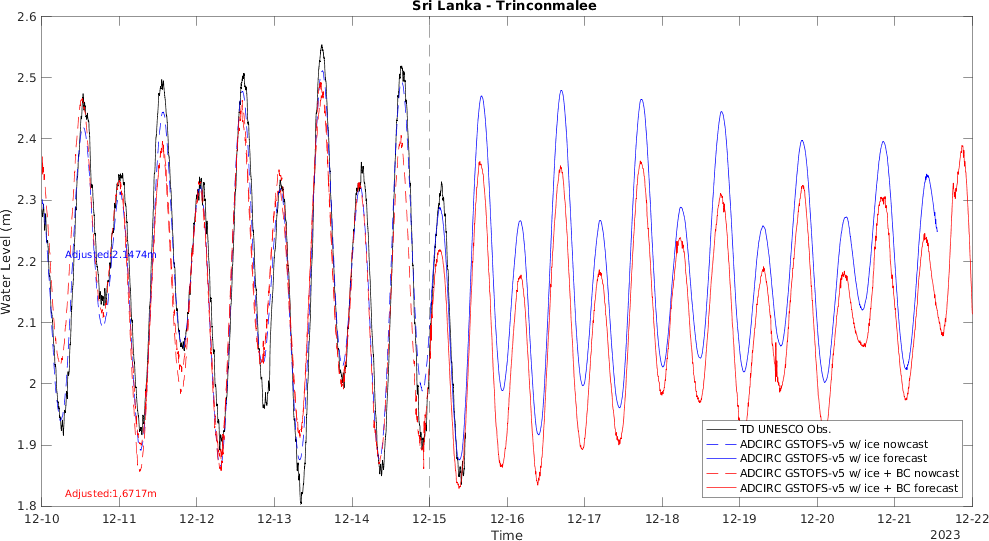 Sri Lanka - Trinconmalee
Water Level (m)
2.6
2.5
2.4
2.3
2.2
2.1
2
1.9
1.8
Adjusted:2.1474m
Adjusted:1.6717m
TD UNESCO Obs.
ADCIRC GSTOFS-v5 w/ ice nowcast
ADCIRC GSTOFS-v5 w/ ice forecast
ADCIRC GSTOFS-v5 w/ ice + BC nowcast
ADCIRC GSTOFS-v5 w/ ice + BC forecast
12-10 12-11 12-12 12-13 12-14 12-15 12-16 12-17 12-18 12-19 12-20 12-21 12-22
Time
2023